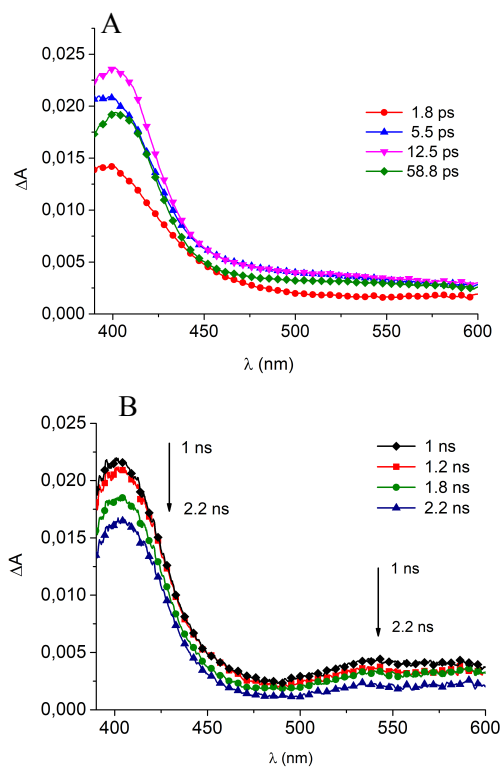 A
0,025
0,020
0,015
0,010
0,005
0,000
ΔA
1.8 ps
5.5 ps
12.5 ps
58.8 ps
400 450 500 550 600
λ (nm)
B
0,025
0,020
0,015
0,010
0,005
0,000
ΔA
1 ns
2.2 ns
1 ns
1.2 ns
1.8 ns
2.2 ns
1 ns
2.2 ns
400 450 500 550 600
λ (nm)